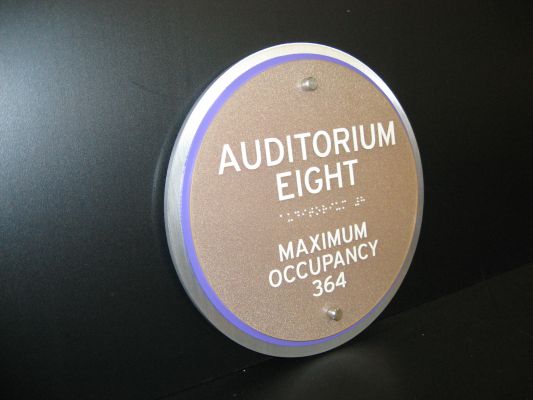 AUDITORIUM
EIGHT
MAXIMUM
OCCUPANCY
364